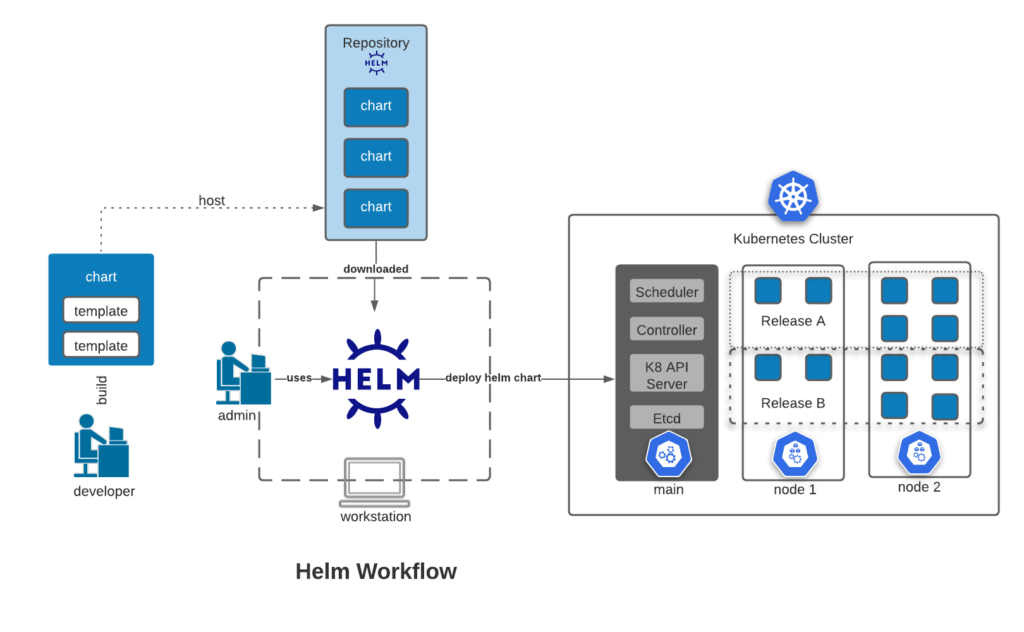 Repository
HELM
chart
chart
chart
host
chart
template
template
build
developer
downloaded
admin
uses
HELM
deploy helm chart
workstation
Kubernetes Cluster
Scheduler
Controller
K8 API
Server
Etcd
main
Release A
Release B
node 1
node 2
Helm Workflow